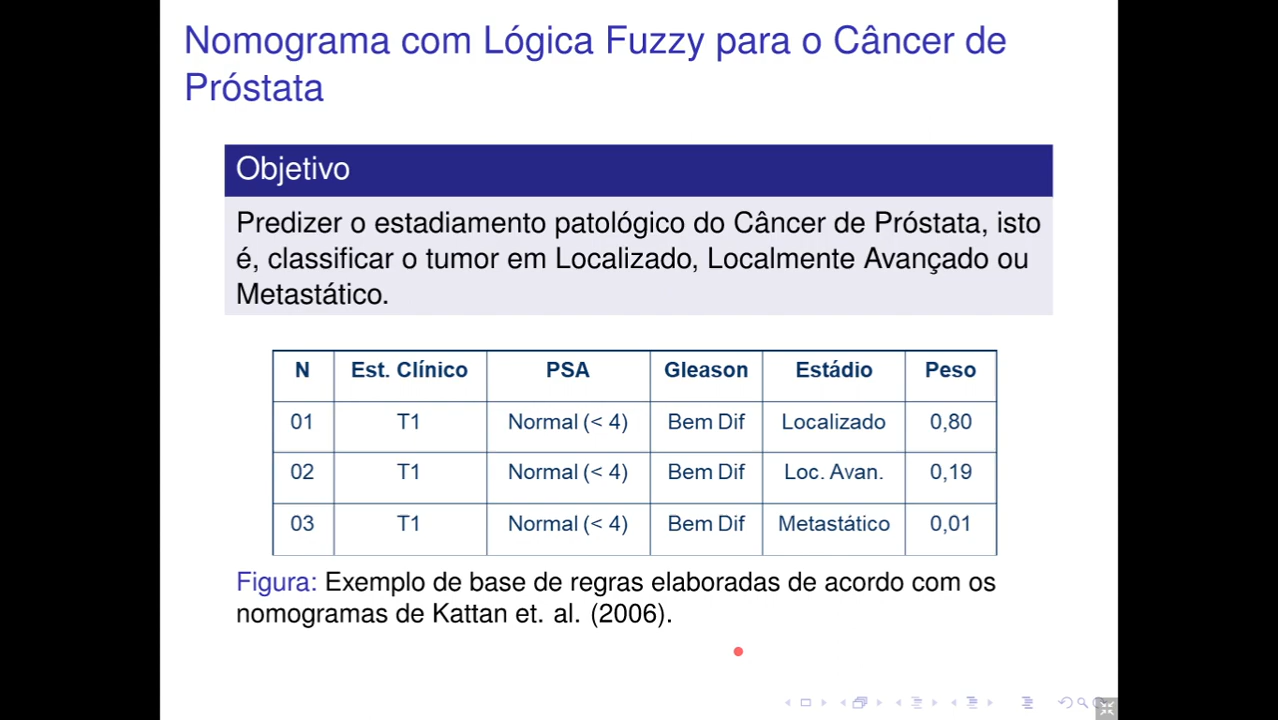 Nomograma com Lógica Fuzzy para o Câncer de
Próstata
Objetivo
Predizer o estadiamento patológico do Câncer de Próstata, isto
é, classificar o tumor em Localizado, Localmente Avançado ou
Metastático.
N Est. Clínico PSA Gleason Estádio Peso
01 T1 Normal (< 4) Bem Dif Localizado 0,80
02 T1 Normal (< 4) Bem Dif Loc. Avan. 0,19
03 T1 Normal (< 4) Bem Dif Metastático 0,01
Figura: Exemplo de base de regras elaboradas de acordo com os
nomogramas de Kattan et. al. (2006).